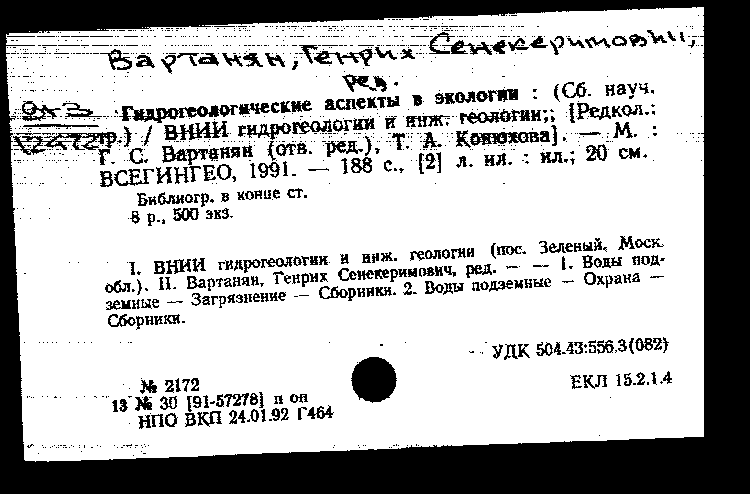 Вартанян, Генрих Сенекеримович,
ред.
Гидрогеологические аспекты в экологии : (Сб. науч.
тр.) / ВНИИ гидрогеологии и инж. геологии;; [Редкол.:
Г. С. Вартанян (отв. ред.), Т. А. Конюхова]. — М. :
ВСЕГИНГЕО, 1991. — 188 с., [2] л. ил. : ил.; 20 см.
Библиогр. в конце ст.
8 р., 500 экз.
I. ВНИИ гидрогеологии и инж. геологии (пос. Зеленый, Моск.
обл.). II. Вартанян, Генрих Сенекеримович, ред. — — 1. Воды под-
земные — Загрязнение — Сборники. 2. Воды подземные — Охрана —
Сборники.
УДК 504.43:556.3(082)
№ 2172
ЕКЛ 15.2.1.4
13 № 30 [91-57278] п он
НПО ВКП 24.01.92 Г464